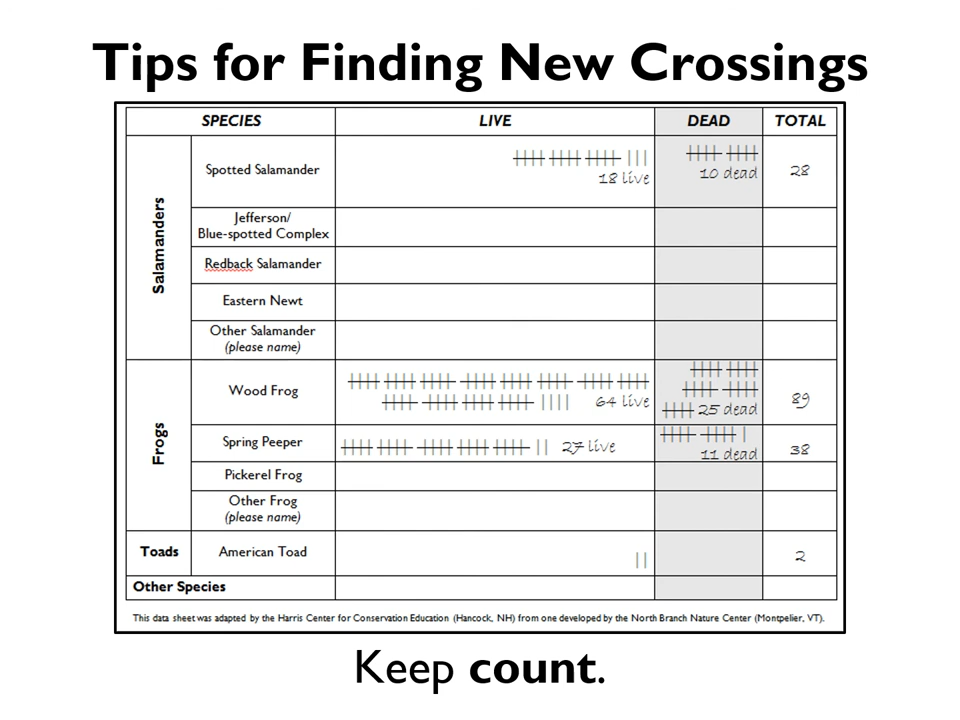 Tips for Finding New Crossings
SPECIES LIVE DEAD TOTAL
Salamanders
Spotted Salamander 18 live 10 dead 28
Jefferson/
Blue-spotted Complex
Redback Salamander
Eastern Newt
Other Salamander
(please name)
Frogs
Wood Frog 64 live 25 dead 89
Spring Peeper 27 live 11 dead 38
Pickerel Frog
Other Frog
(please name)
Toads American Toad || 2
Other Species
This data sheet was adapted by the Harris Center for Conservation Education (Hancock, NH) from one developed by the North Branch Nature Center (Montpelier, VT).
Keep count.